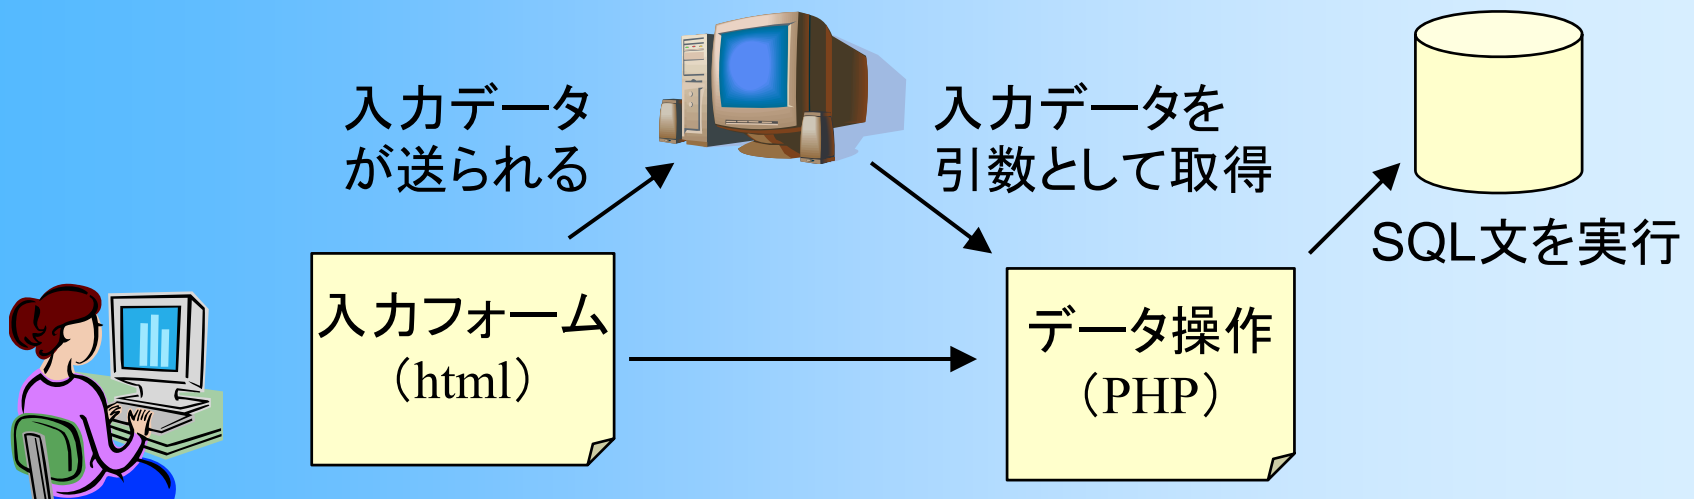 入力データ
が送られる
入力データを
引数として取得
SQL文を実行
入力フォーム
（html）
データ操作
（PHP）